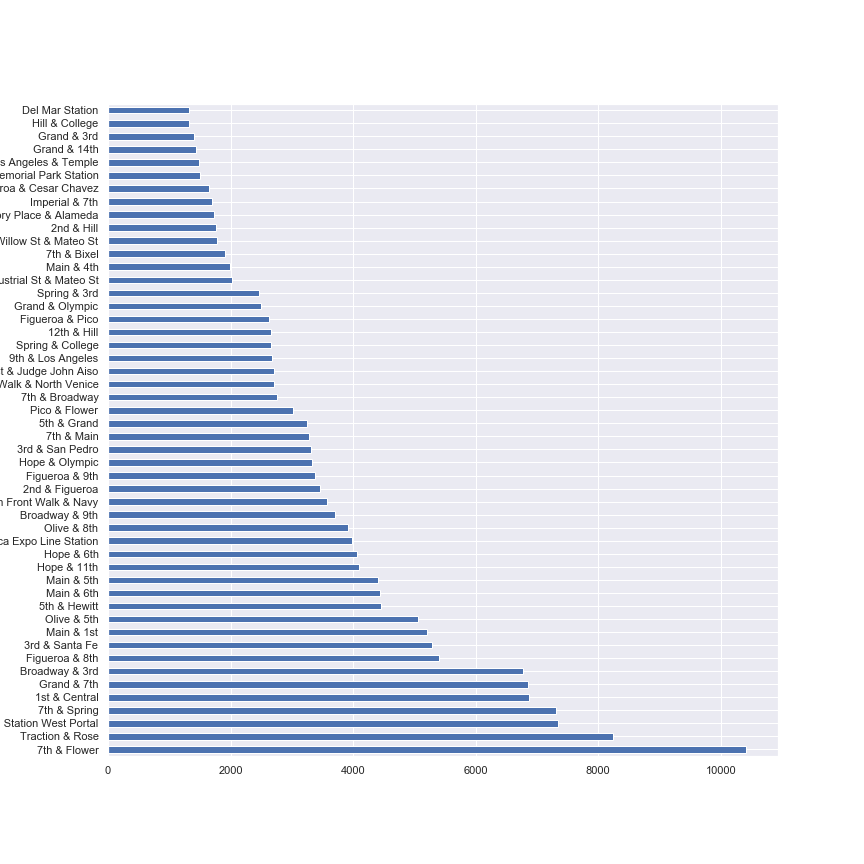 Del Mar Station
Hill & College
Grand & 3rd
Grand & 14th
s Angeles & Temple
emorial Park Station
roa & Cesar Chavez
Imperial & 7th
ry Place & Alameda
2nd & Hill
Willow St & Mateo St
7th & Bixel
Main & 4th
ustrial St & Mateo St
Spring & 3rd
Grand & Olympic
Figueroa & Pico
12th & Hill
Spring & College
9th & Los Angeles
t & Judge John Aiso
Walk & North Venice
7th & Broadway
Pico & Flower
5th & Grand
7th & Main
3rd & San Pedro
Hope & Olympic
Figueroa & 9th
2nd & Figueroa
n Front Walk & Navy
Broadway & 9th
Olive & 8th
ca Expo Line Station
Hope & 6th
Hope & 11th
Main & 5th
Main & 6th
5th & Hewitt
Olive & 5th
Main & 1st
3rd & Santa Fe
Figueroa & 8th
Broadway & 3rd
Grand & 7th
1st & Central
7th & Spring
Station West Portal
Traction & Rose
7th & Flower
0 2000 4000 6000 8000 10000